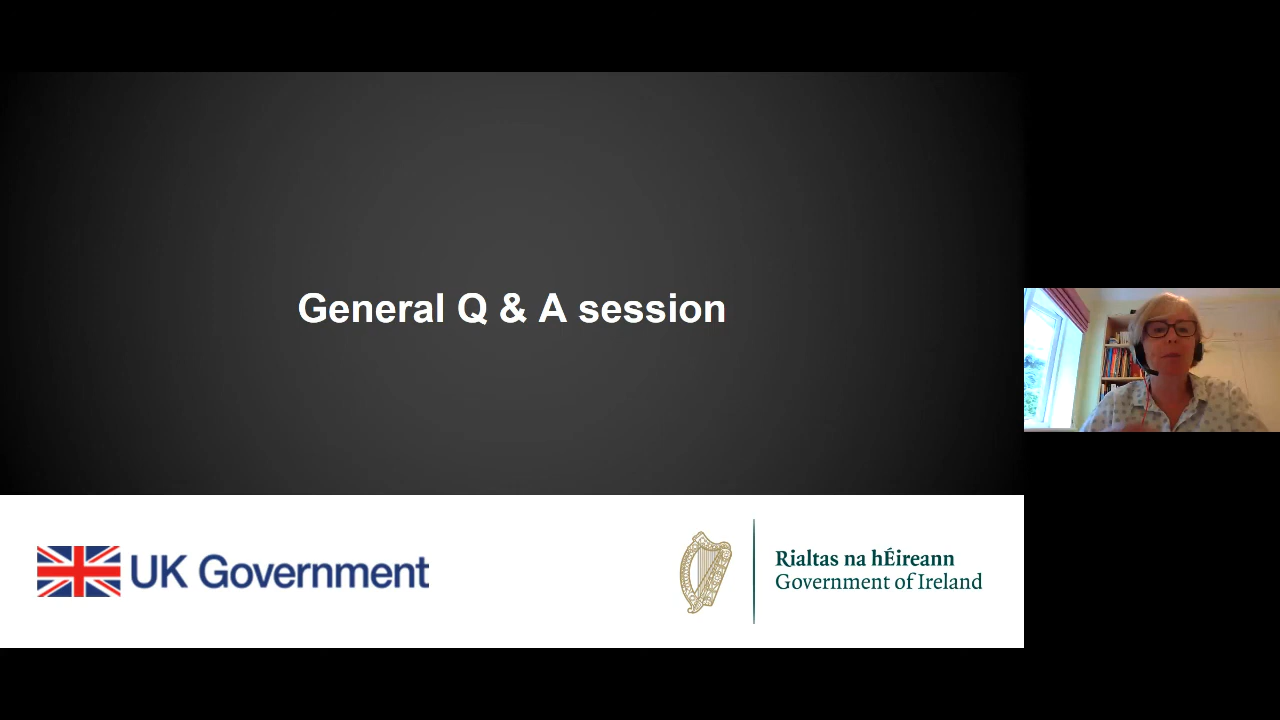 General Q & A session
UK Government
Rialtas na hÉireann
Government of Ireland